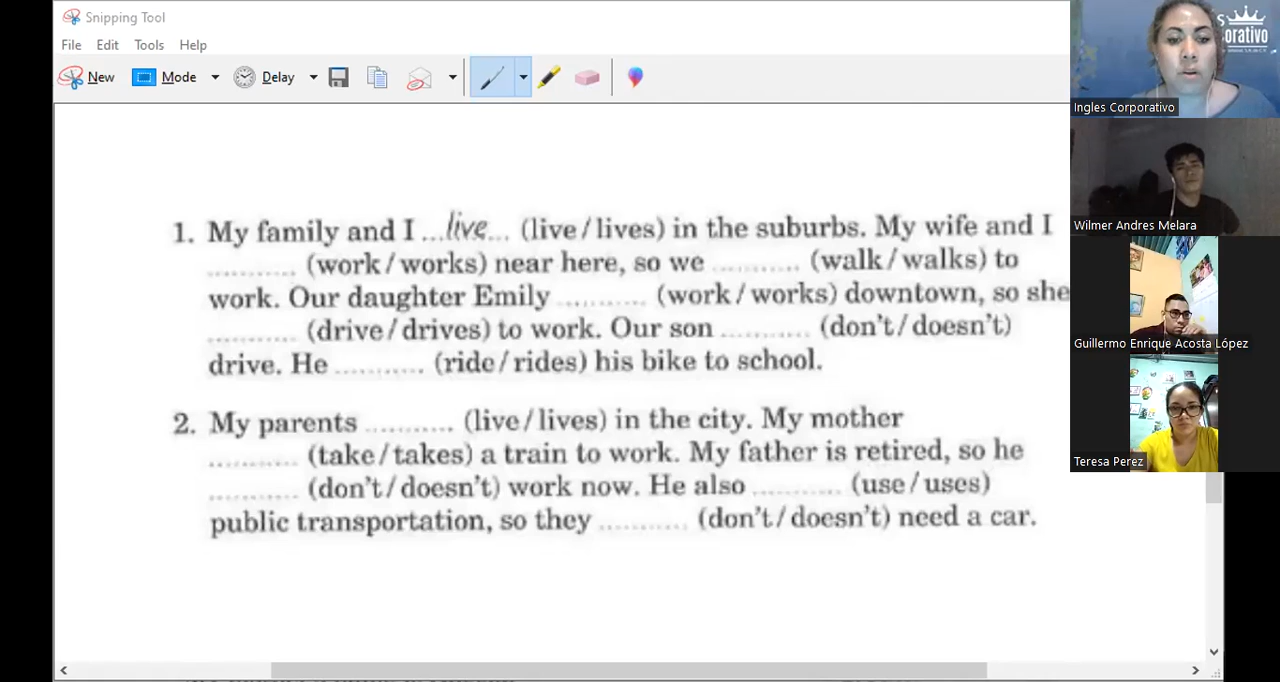 Snipping Tool
File Edit Tools Help
New Mode Delay
1. My family and I ...live... (live / lives) in the suburbs. My wife and I
.......... (work / works) near here, so we .......... (walk / walks) to
work. Our daughter Emily .......... (work / works) downtown, so she
.......... (drive / drives) to work. Our son .......... (don't / doesn't)
drive. He .......... (ride / rides) his bike to school.
2. My parents .......... (live / lives) in the city. My mother
.......... (take / takes) a train to work. My father is retired, so he
.......... (don't / doesn't) work now. He also .......... (use / uses)
public transportation, so they .......... (don't / doesn't) need a car.
Ingles Corporativo
Wilmer Andres Melara
Guillermo Enrique Acosta López
Teresa Perez